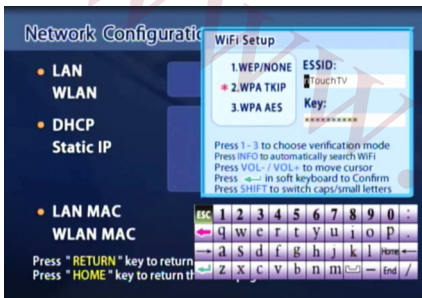 Network Configuratio
WiFi Setup
1.WEP/NONE
* 2.WPA TKIP
3.WPA AES
ESSID:
nTouchTV
Key:
**********
Press 1 - 3 to choose verification mode
Press INFO to automatically search WiFi
Press VOL- / VOL+ to move cursor
Press ← in soft keyboard to Confirm
Press SHIFT to switch caps/small letters
• LAN
WLAN
• DHCP
Static IP
• LAN MAC
WLAN MAC
Press " RETURN " key to return
Press " HOME " key to return th
ESC 1 2 3 4 5 6 7 8 9 0 :
← q w e r t y u i o p .
→ a s d f g h j k l Home ←
↵ z x c v b n m – End /